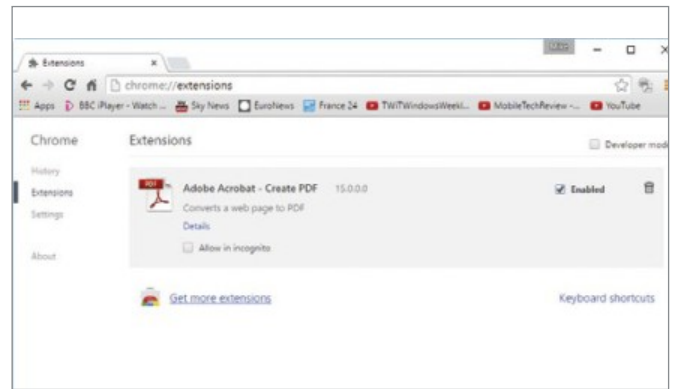 Extensions
chrome://extensions
Apps BBC iPlayer - Watch ... Sky News EuroNews France 24 TWiTWindowsWeekl... MobileTechReview -... YouTube
Chrome Extensions Developer mode
History
Extensions
Settings
About
PDF Adobe Acrobat - Create PDF 15.0.0.0 Enabled
Converts a web page to PDF
Details
Allow in incognito
Get more extensions Keyboard shortcuts